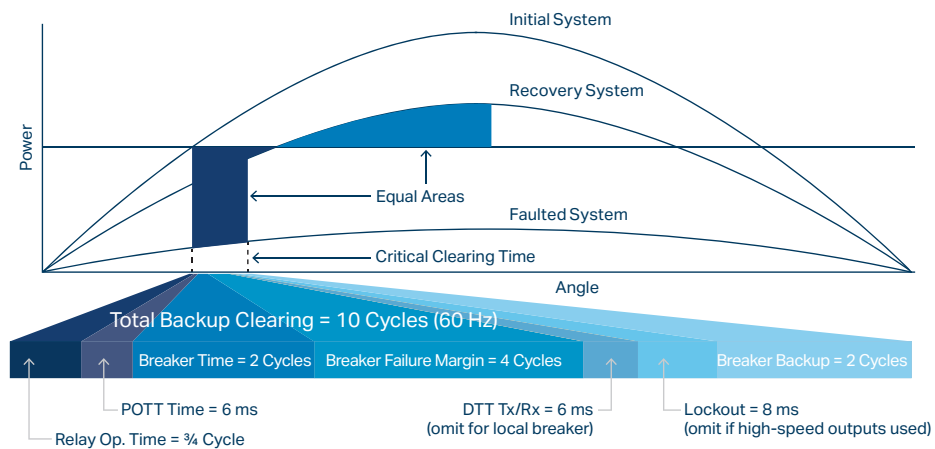 Initial System
Recovery System
Power
Equal Areas
Faulted System
Critical Clearing Time
Angle
Total Backup Clearing = 10 Cycles (60 Hz)
Breaker Time = 2 Cycles
Breaker Failure Margin = 4 Cycles
Breaker Backup = 2 Cycles
POTT Time = 6 ms
DTT Tx/Rx = 6 ms
(omit for local breaker)
Lockout = 8 ms
(omit if high-speed outputs used)
Relay Op. Time = ¾ Cycle